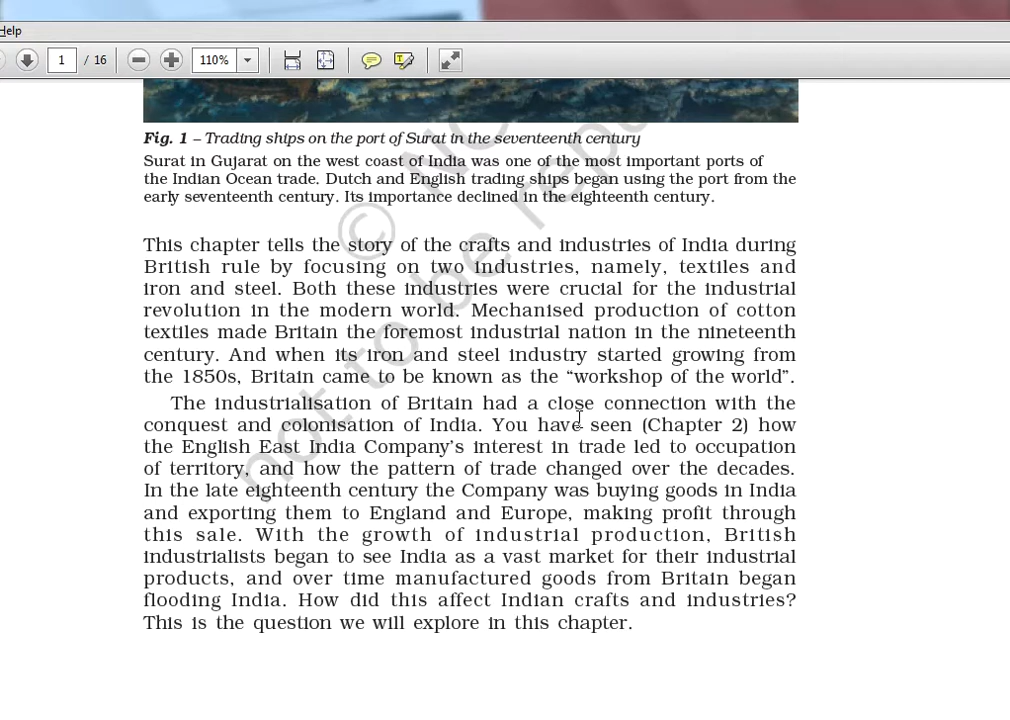 Help
1 / 16 110%
Fig. 1 – Trading ships on the port of Surat in the seventeenth century
Surat in Gujarat on the west coast of India was one of the most important ports of
the Indian Ocean trade. Dutch and English trading ships began using the port from the
early seventeenth century. Its importance declined in the eighteenth century.
This chapter tells the story of the crafts and industries of India during
British rule by focusing on two industries, namely, textiles and
iron and steel. Both these industries were crucial for the industrial
revolution in the modern world. Mechanised production of cotton
textiles made Britain the foremost industrial nation in the nineteenth
century. And when its iron and steel industry started growing from
the 1850s, Britain came to be known as the “workshop of the world”.
The industrialisation of Britain had a close connection with the
conquest and colonisation of India. You have seen (Chapter 2) how
the English East India Company’s interest in trade led to occupation
of territory, and how the pattern of trade changed over the decades.
In the late eighteenth century the Company was buying goods in India
and exporting them to England and Europe, making profit through
this sale. With the growth of industrial production, British
industrialists began to see India as a vast market for their industrial
products, and over time manufactured goods from Britain began
flooding India. How did this affect Indian crafts and industries?
This is the question we will explore in this chapter.
not to be